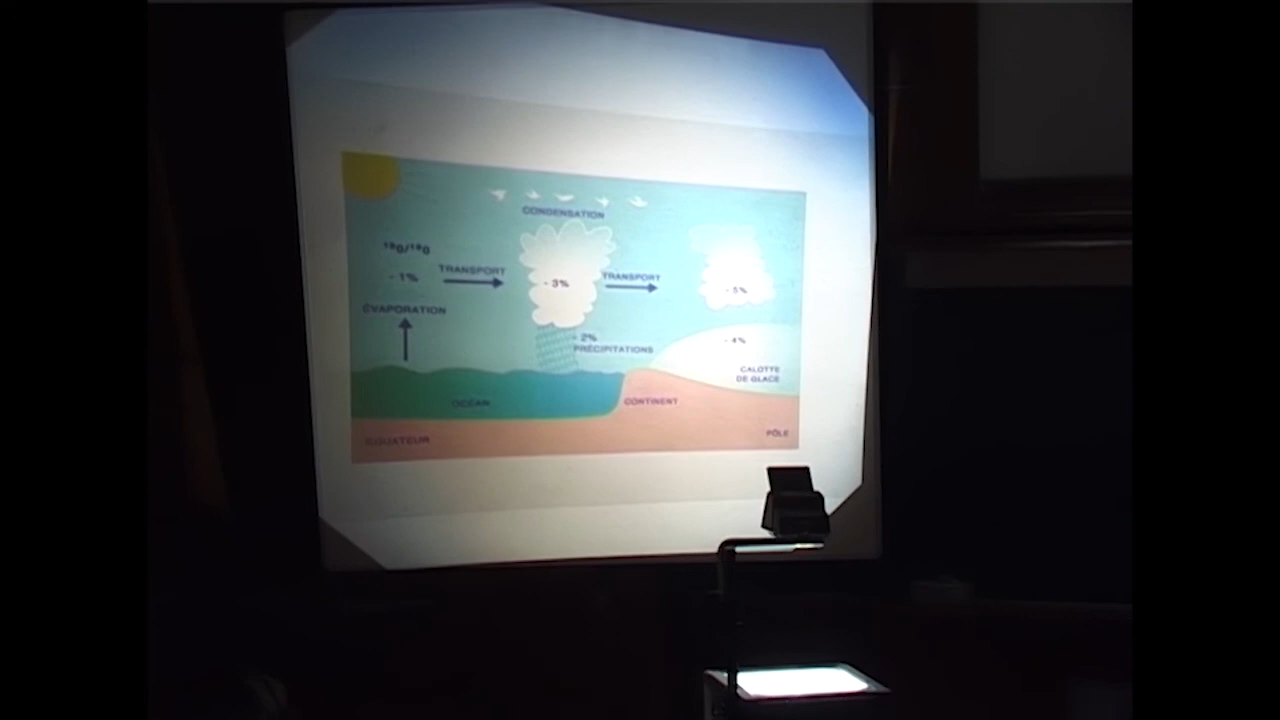 CONDENSATION
¹⁸O/¹⁶O
- 1%
TRANSPORT
- 3%
TRANSPORT
- 5%
ÉVAPORATION
- 2%
PRÉCIPITATIONS
- 4%
CALOTTE
DE GLACE
OCÉAN
CONTINENT
ÉQUATEUR
PÔLE